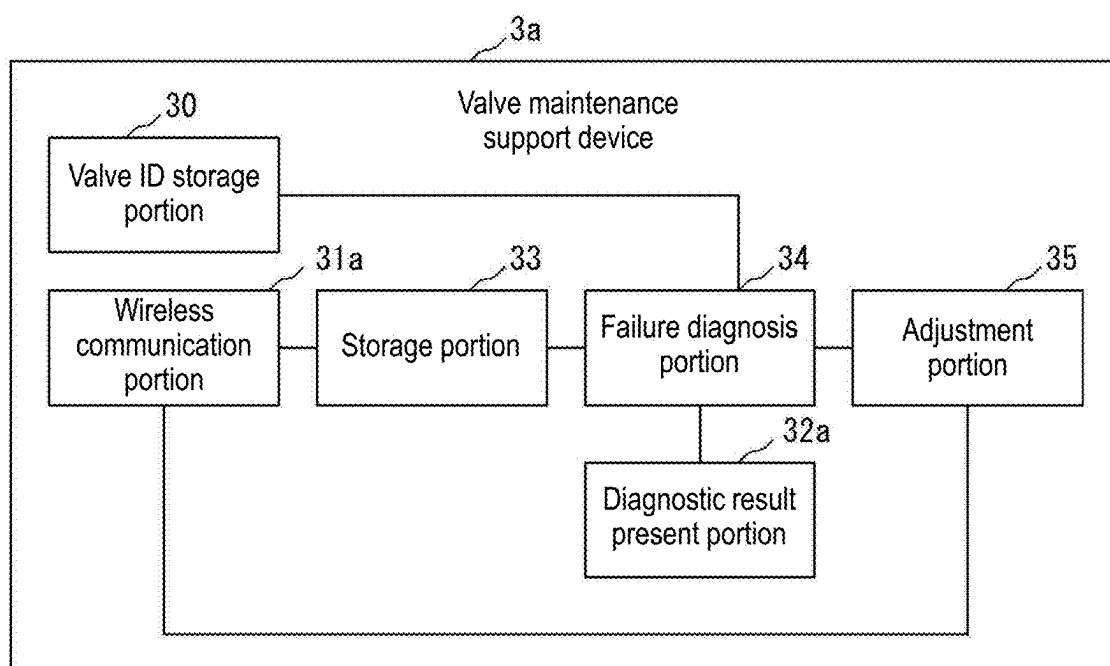 3a
Valve maintenance
support device
30
Valve ID storage
portion
31a
Wireless
communication
portion
33
Storage portion
34
Failure diagnosis
portion
35
Adjustment
portion
32a
Diagnostic result
present portion